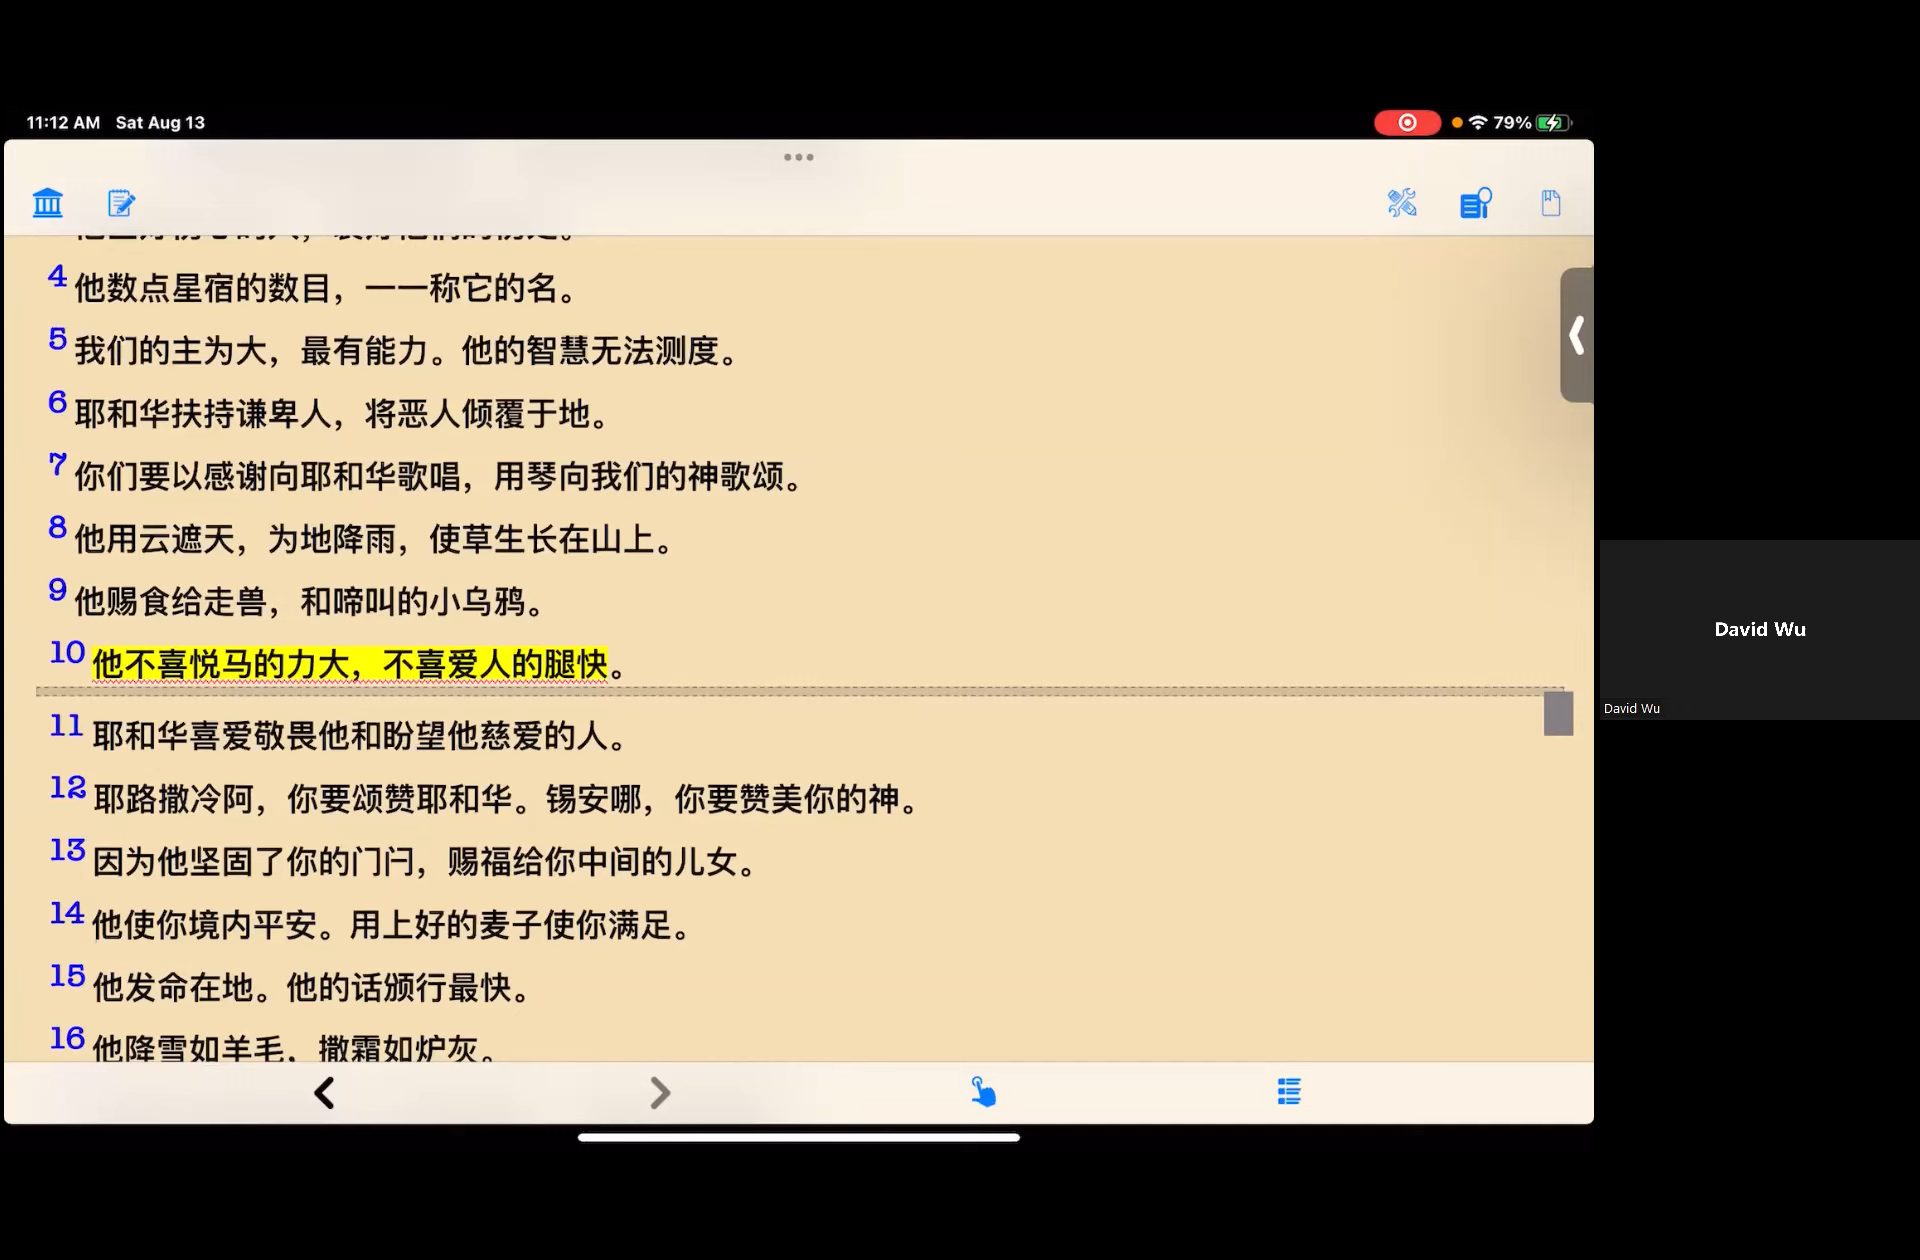 11:12 AM Sat Aug 13
79%
4 他数点星宿的数目，一一称它的名。
5 我们的主为大，最有能力。他的智慧无法测度。
6 耶和华扶持谦卑人，将恶人倾覆于地。
7 你们要以感谢向耶和华歌唱，用琴向我们的神歌颂。
8 他用云遮天，为地降雨，使草生长在山上。
9 他赐食给走兽，和啼叫的小乌鸦。
10 他不喜悦马的力大，不喜爱人的腿快。
11 耶和华喜爱敬畏他和盼望他慈爱的人。
12 耶路撒冷阿，你要颂赞耶和华。锡安哪，你要赞美你的神。
13 因为他坚固了你的门闩，赐福给你中间的儿女。
14 他使你境内平安。用上好的麦子使你满足。
15 他发命在地。他的话颁行最快。
16 他降雪如羊毛，撒霜如炉灰。
David Wu
David Wu